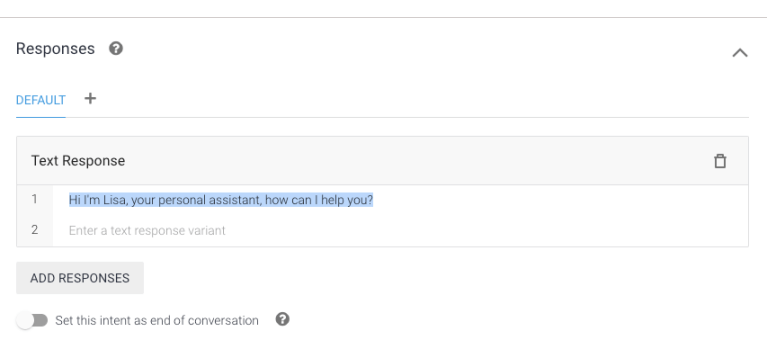 Responses ?
DEFAULT +
Text Response
1 Hi I'm Lisa, your personal assistant, how can I help you?
2 Enter a text response variant
ADD RESPONSES
Set this intent as end of conversation ?